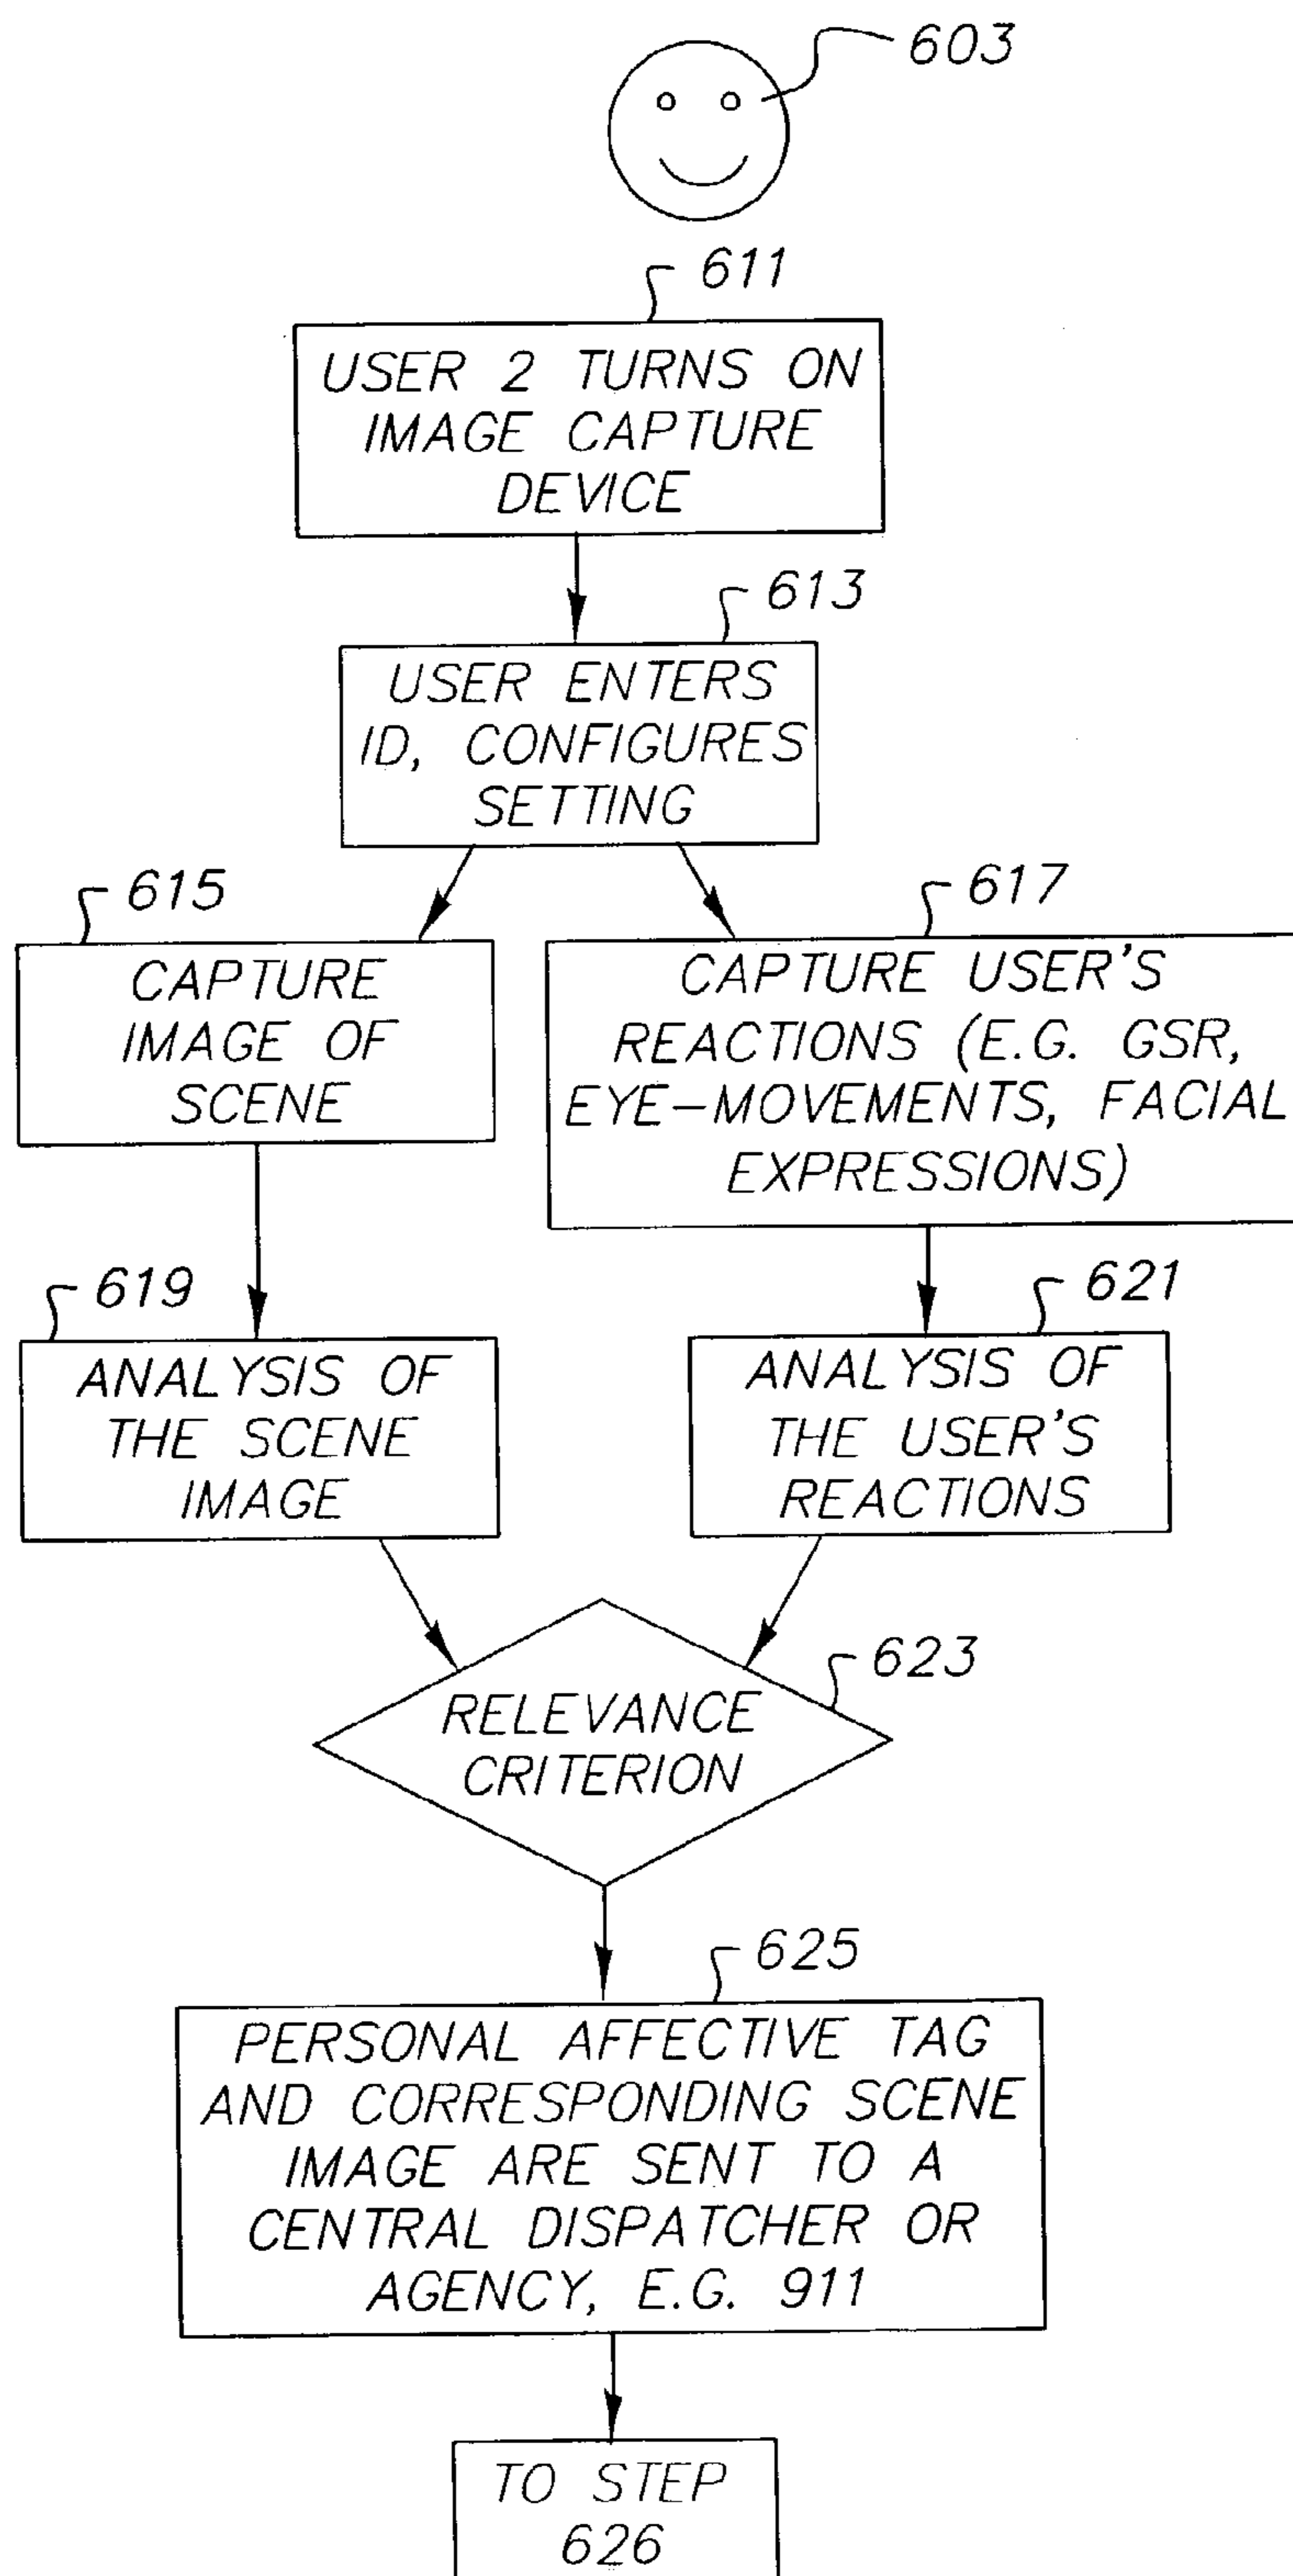 603
611
USER 2 TURNS ON
IMAGE CAPTURE
DEVICE
613
USER ENTERS
ID, CONFIGURES
SETTING
615
CAPTURE
IMAGE OF
SCENE
617
CAPTURE USER'S
REACTIONS (E.G. GSR,
EYE-MOVEMENTS, FACIAL
EXPRESSIONS)
619
ANALYSIS OF
THE SCENE
IMAGE
621
ANALYSIS OF
THE USER'S
REACTIONS
623
RELEVANCE
CRITERION
625
PERSONAL AFFECTIVE TAG
AND CORRESPONDING SCENE
IMAGE ARE SENT TO A
CENTRAL DISPATCHER OR
AGENCY, E.G. 911
TO STEP
626